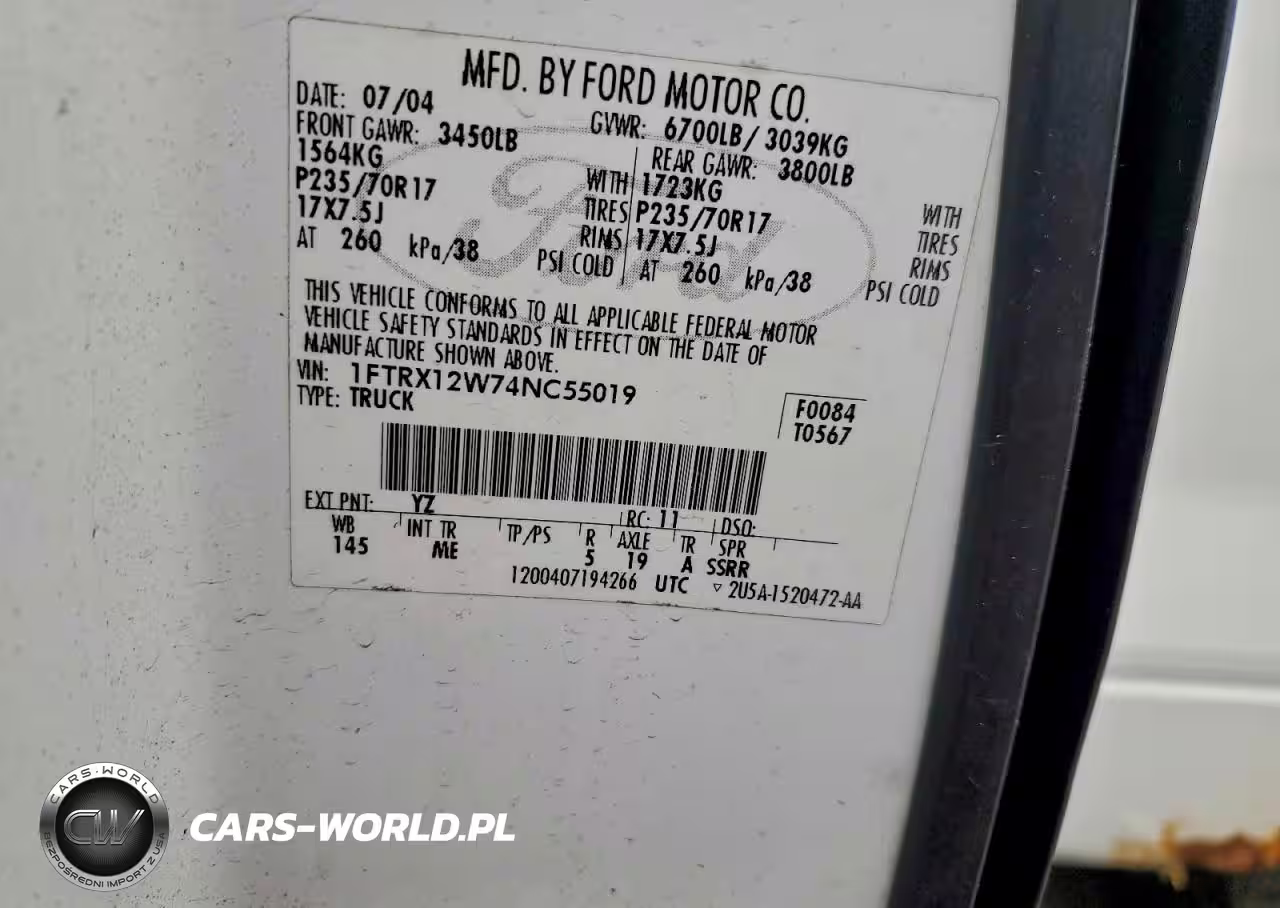 MFD. BY FORD MOTOR CO.
DATE: 07/04 GVWR: 6700LB/ 3039KG
FRONT GAWR: 3450LB REAR GAWR: 3800LB
1564KG WITH 1723KG WITH
P235/70R17 TIRES P235/70R17 TIRES
17X7.5J RIMS 17X7.5J RIMS
AT 260 kPa/38 PSI COLD AT 260 kPa/38 PSI COLD
Ford
THIS VEHICLE CONFORMS TO ALL APPLICABLE FEDERAL MOTOR
VEHICLE SAFETY STANDARDS IN EFFECT ON THE DATE OF
MANUFACTURE SHOWN ABOVE.
VIN: 1FTRX12W74NC55019
TYPE: TRUCK
F0084
T0567
EXT PNT: YZ RC: 11 DSO:
WB INT TR TP/PS R AXLE TR SPR
145 ME 5 19 A SSRR
1200407194266 UTC ▽ 2U5A-1520472-AA
CARS-WORLD
CW
BEZPOŚREDNI IMPORT Z USA
CARS-WORLD.PL